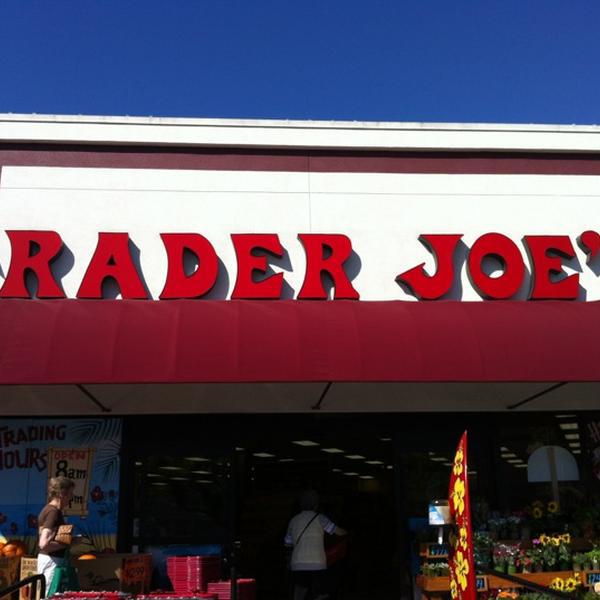 RADER JOE'
TRADING
HOURS
OPEN
8am